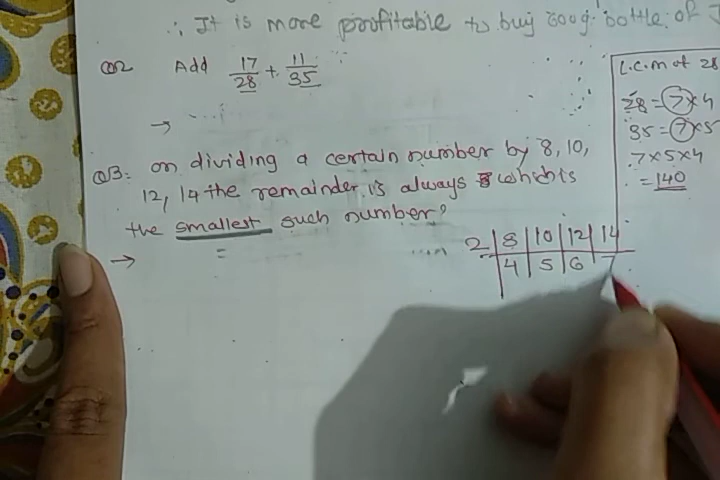 ∴ It is more profitable to buy 200g. bottle of
Q2 Add 17/28 + 11/35
→
L.C.M of 28
28 = 7×4
35 = 7×5
7×5×4
= 140
Q3: on dividing a certain number by 8, 10,
12, 14 the remainder is always which is
the smallest such number?
→ =
2 | 8 | 10 | 12 | 14
4 | 5 | 6 | 7